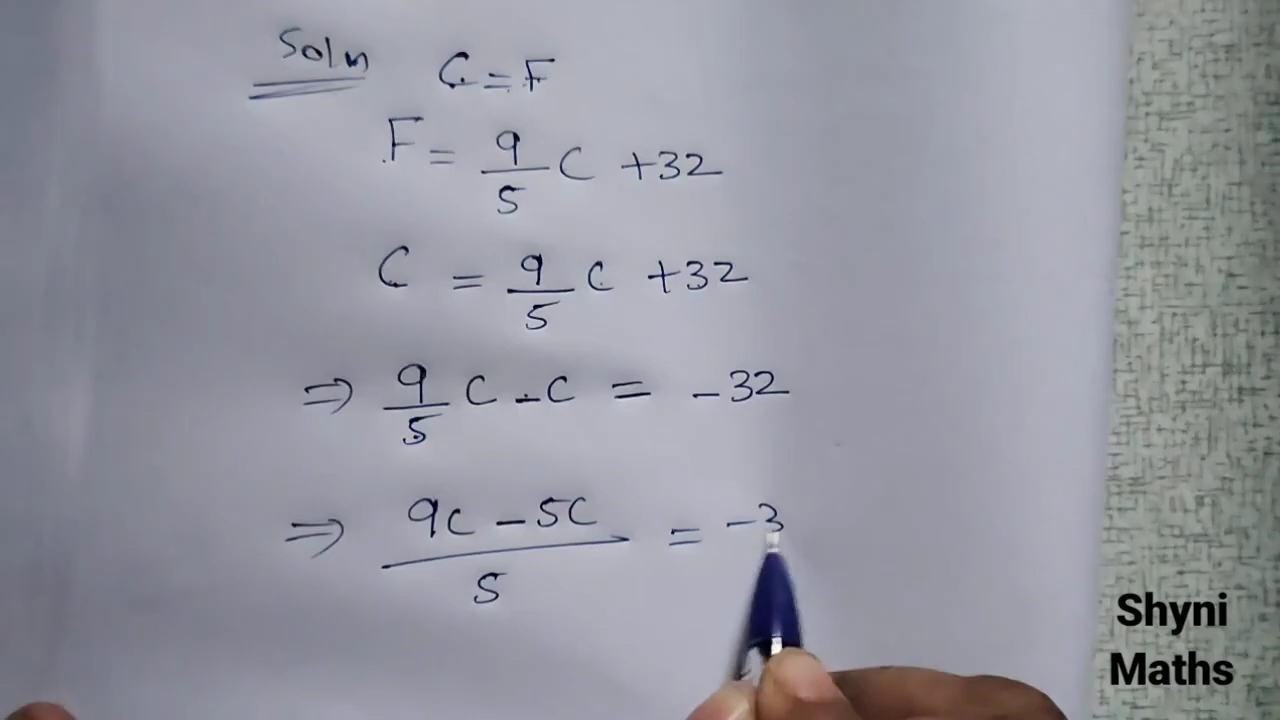 Soln C = F
F = 9/5 C + 32
C = 9/5 C + 32
⇒ 9/5 C - C = -32
⇒ 9C - 5C / 5 = -3
Shyni
Maths